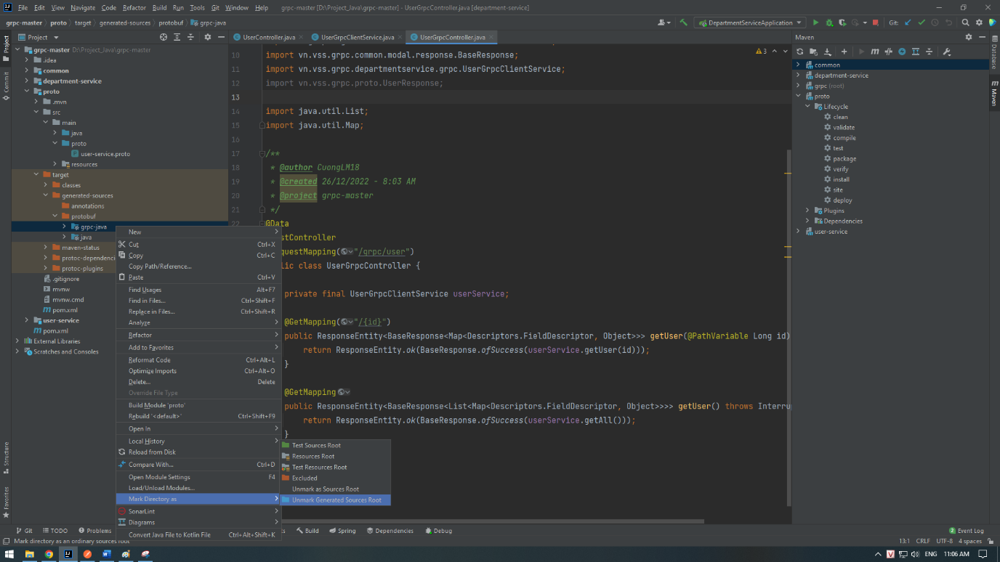 File Edit View Navigate Code Refactor Build Run Tools Git Window Help grpc-master [D:\Project_Java\grpc-master] - UserGrpcController.java [department-service]
grpc-master proto target generated-sources protobuf grpc-java DepartmentServiceApplication Git:
Project UserController.java UserGrpcClientService.java UserGrpcController.java Maven
Project
Commit
Structure
Favorites
grpc-master D:\Project_Java\grpc-master
.idea
common
department-service
proto
.mvn
src
main
java
proto
user-service.proto
resources
target
classes
generated-sources
annotations
protobuf
grpc-java
java
maven-status
protoc-dependenci
protoc-plugins
.gitignore
mvnw
mvnw.cmd
pom.xml
user-service
pom.xml
External Libraries
Scratches and Consoles
New
Cut Ctrl+X
Copy Ctrl+C
Copy Path/Reference...
Paste Ctrl+V
Find Usages Alt+F7
Find in Files... Ctrl+Shift+F
Replace in Files... Ctrl+Shift+R
Analyze
Refactor
Add to Favorites
Reformat Code Ctrl+Alt+L
Optimize Imports Ctrl+Alt+O
Delete... Delete
Override File Type
Build Module 'proto'
Rebuild '<default>' Ctrl+Shift+F9
Open In
Local History
Reload from Disk
Compare With... Ctrl+D
Open Module Settings F4
Load/Unload Modules...
Mark Directory as
SonarLint
Diagrams
Convert Java File to Kotlin File Ctrl+Alt+Shift+K
Test Sources Root
Resources Root
Test Resources Root
Excluded
Unmark as Sources Root
Unmark Generated Sources Root
10 import vn.vss.grpc.common.modal.response.BaseResponse; 3
11 import vn.vss.grpc.departmentservice.grpc.UserGrpcClientService;
12 import vn.vss.grpc.proto.UserResponse;
13
14 import java.util.List;
15 import java.util.Map;
16
17 /**
18 * @author CuongLM18
19 * @created 26/12/2022 - 8:03 AM
20 * @project grpc-master
21 */
22 @Data
stController
questMapping("/grpc/user")
lic class UserGrpcController {
private final UserGrpcClientService userService;
@GetMapping("/{id}")
public ResponseEntity<BaseResponse<Map<Descriptors.FieldDescriptor, Object>>> getUser(@PathVariable Long id)
return ResponseEntity.ok(BaseResponse.ofSuccess(userService.getUser(id)));
}
@GetMapping
public ResponseEntity<BaseResponse<List<Map<Descriptors.FieldDescriptor, Object>>>> getUser() throws Interru
return ResponseEntity.ok(BaseResponse.ofSuccess(userService.getAll()));
}
common
department-service
grpc (root)
proto
Lifecycle
clean
validate
compile
test
package
verify
install
site
deploy
Plugins
Dependencies
user-service
Database
Maven
Git TODO Problems ts Build Spring Dependencies Debug 2 Event Log
Mark directory as an ordinary sources root 13:1 CRLF UTF-8 4 spaces
ENG 11:06 AM